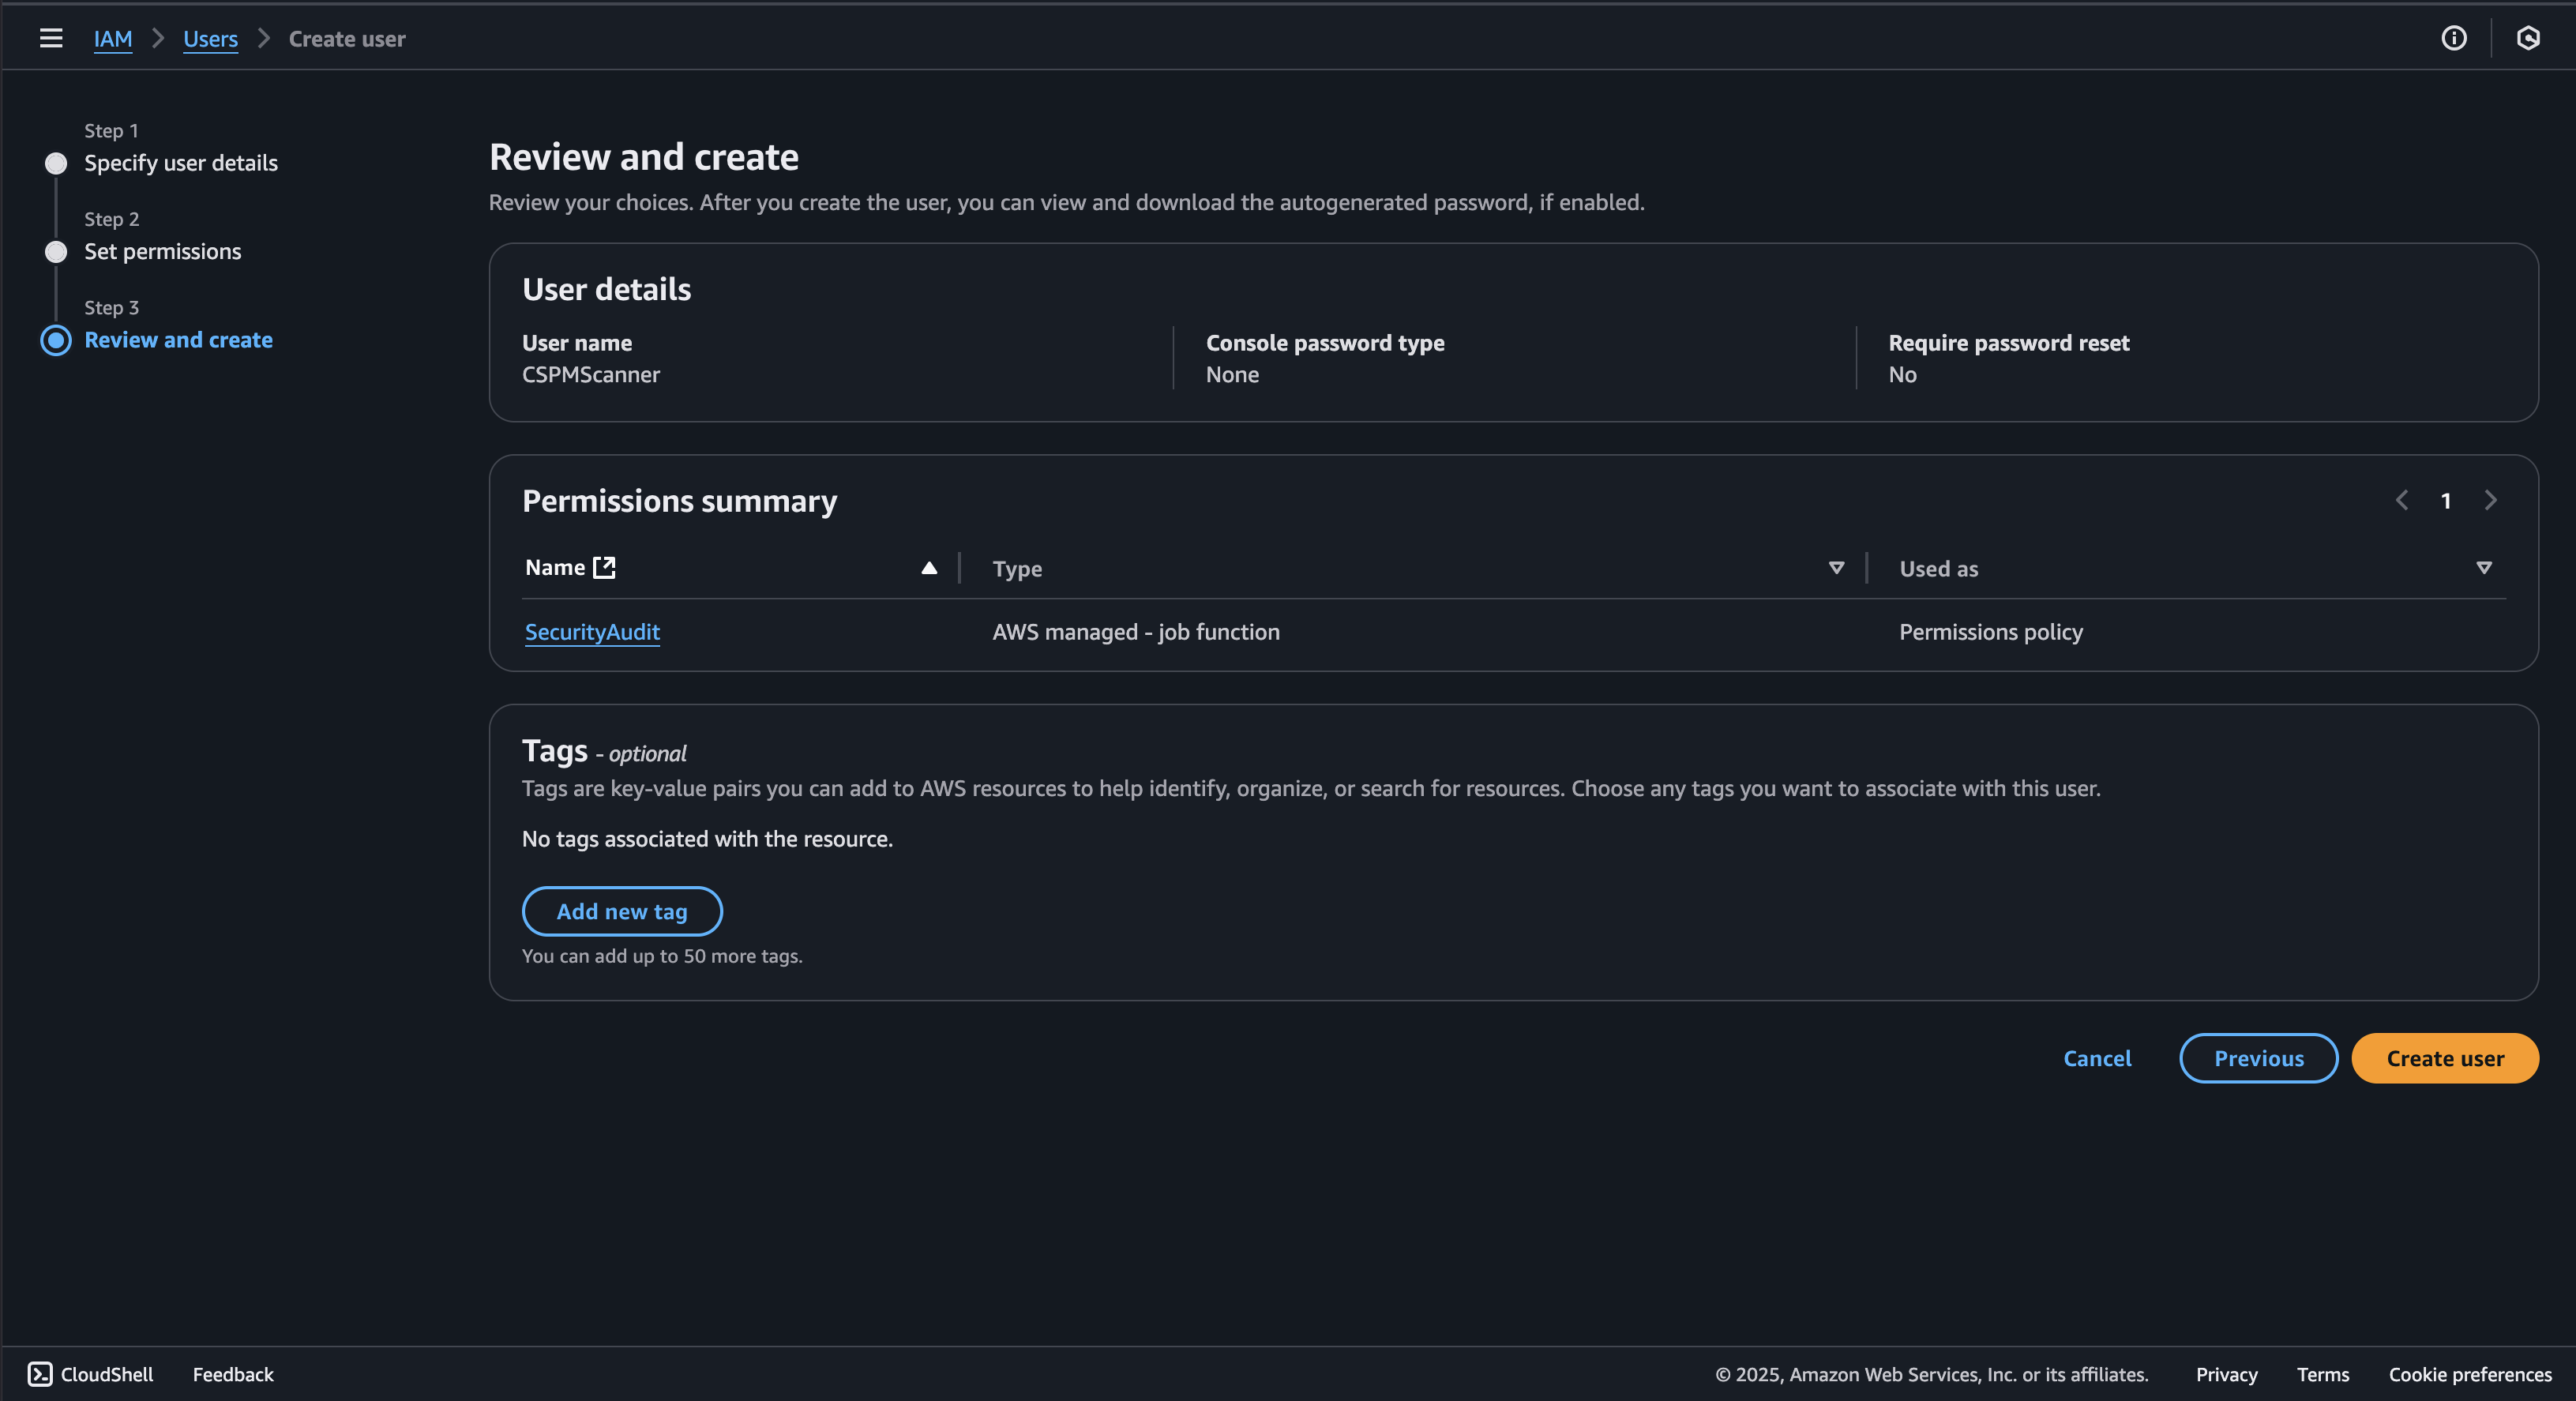 IAM > Users > Create user
Step 1
Specify user details
Step 2
Set permissions
Step 3
Review and create
Review and create
Review your choices. After you create the user, you can view and download the autogenerated password, if enabled.
User details
User name Console password type Require password reset
CSPMScanner None No
Permissions summary 1
Name Type Used as
SecurityAudit AWS managed - job function Permissions policy
Tags - optional
Tags are key-value pairs you can add to AWS resources to help identify, organize, or search for resources. Choose any tags you want to associate with this user.
No tags associated with the resource.
Add new tag
You can add up to 50 more tags.
Cancel Previous Create user
CloudShell Feedback © 2025, Amazon Web Services, Inc. or its affiliates. Privacy Terms Cookie preferences